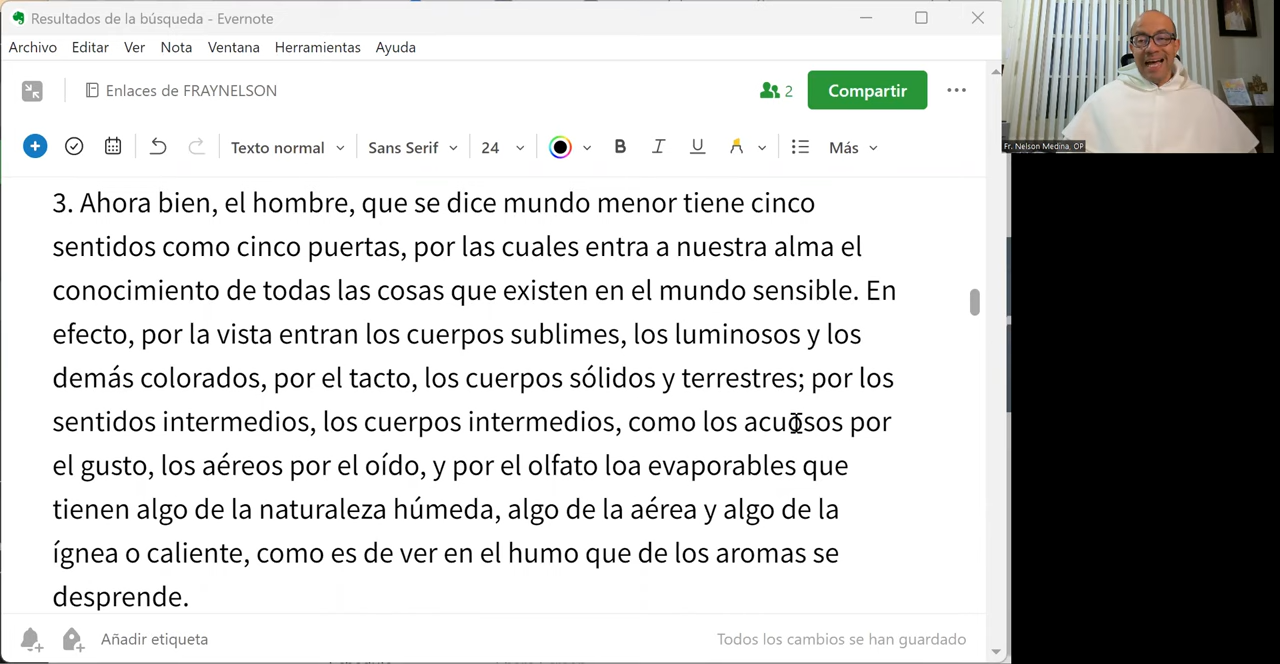 Resultados de la búsqueda - Evernote
Archivo Editar Ver Nota Ventana Herramientas Ayuda
Enlaces de FRAYNELSON
2
Compartir
Texto normal Sans Serif 24 B I U A Más
3. Ahora bien, el hombre, que se dice mundo menor tiene cinco
sentidos como cinco puertas, por las cuales entra a nuestra alma el
conocimiento de todas las cosas que existen en el mundo sensible. En
efecto, por la vista entran los cuerpos sublimes, los luminosos y los
demás colorados, por el tacto, los cuerpos sólidos y terrestres; por los
sentidos intermedios, los cuerpos intermedios, como los acuosos por
el gusto, los aéreos por el oído, y por el olfato loa evaporables que
tienen algo de la naturaleza húmeda, algo de la aérea y algo de la
ígnea o caliente, como es de ver en el humo que de los aromas se
desprende.
Añadir etiqueta
Todos los cambios se han guardado
Fr. Nelson Medina, OP